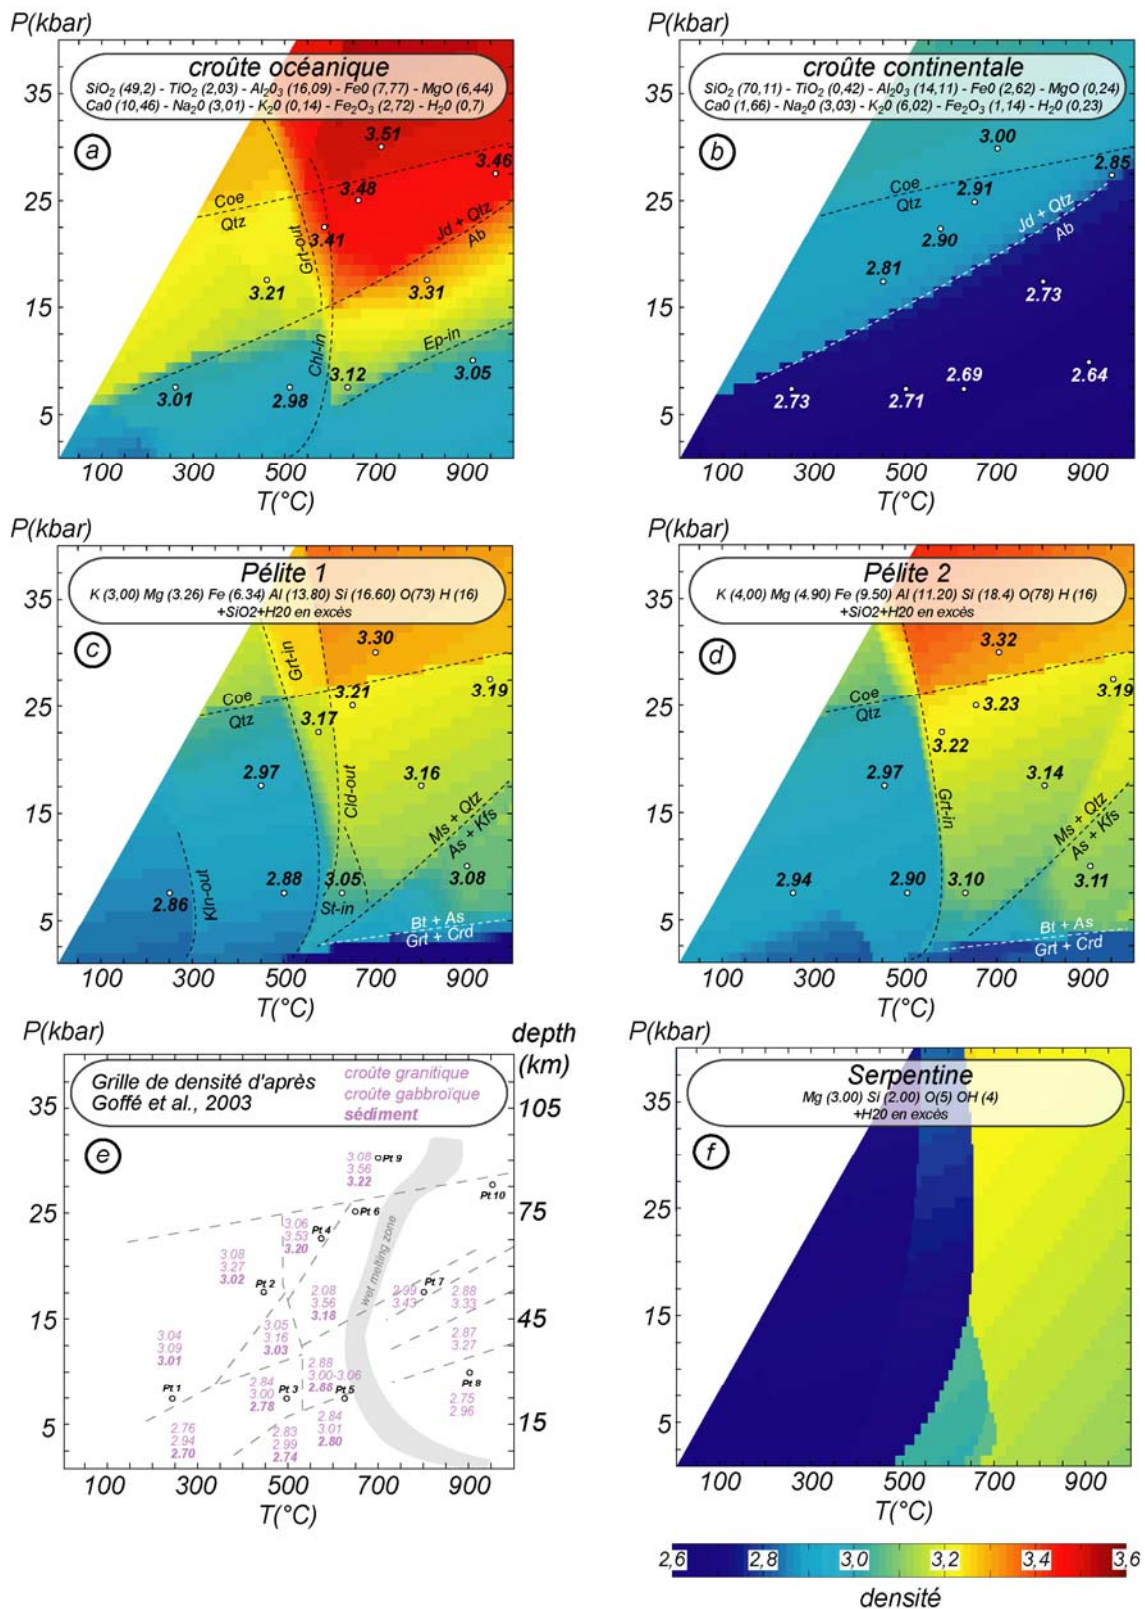 P(kbar)
croûte océanique
SiO2 (49,2) - TiO2 (2,03) - Al2O3 (16,09) - Fe0 (7,77) - MgO (6,44)
Ca0 (10,46) - Na20 (3,01) - K20 (0,14) - Fe2O3 (2,72) - H20 (0,7)
a
35
25
15
5
3.51
3.46
3.48
3.41
3.21
3.31
3.12
3.05
3.01
2.98
Coe
Qtz
Grt-out
Jd + Qtz
Ab
Chl-in
Ep-in
100 300 500 700 900
T(°C)
P(kbar)
croûte continentale
SiO2 (70,11) - TiO2 (0,42) - Al2O3 (14,11) - Fe0 (2,62) - MgO (0,24)
Ca0 (1,66) - Na20 (3,03) - K20 (6,02) - Fe2O3 (1,14) - H20 (0,23)
b
35
25
15
5
3.00
2.85
2.91
2.90
2.81
2.73
2.64
2.69
2.73
2.71
Coe
Qtz
Jd + Qtz
Ab
100 300 500 700 900
T(°C)
P(kbar)
Pélite 1
K (3,00) Mg (3.26) Fe (6.34) Al (13.80) Si (16.60) O(73) H (16)
+SiO2+H20 en excés
c
35
25
15
5
3.30
3.21
3.19
3.17
2.97
3.16
2.88
3.05
3.08
2.86
Grt-in
Coe
Qtz
Cld-out
Ms + Qtz
As + Kfs
Kln-out
St-in
Bt + As
Grt + Crd
100 300 500 700 900
T(°C)
P(kbar)
Pélite 2
K (4,00) Mg (4.90) Fe (9.50) Al (11.20) Si (18.4) O(78) H (16)
+SiO2+H20 en excés
d
35
25
15
5
3.32
3.19
3.23
3.22
2.97
3.14
2.94
2.90
3.10
3.11
Coe
Qtz
Grt-in
Ms + Qtz
As + Kfs
Bt + As
Grt + Crd
100 300 500 700 900
T(°C)
P(kbar)
depth
(km)
Grille de densité d'après
Goffé et al., 2003
croûte granitique
croûte gabbroïque
sédiment
e
35
25
15
5
105
75
45
15
3.08
3.56
3.22
Pt 9
Pt 10
Pt 6
3.06
3.53
3.20
Pt 4
wet melting zone
3.08
3.27
3.02
Pt 2
2.08
3.56
3.18
2.99
3.43
Pt 7
2.88
3.33
3.04
3.09
3.01
3.05
3.16
3.03
2.87
3.27
Pt 1
2.84
3.00
2.78
Pt 3
2.88
3.00-3.06
2.88
Pt 5
Pt 8
2.75
2.96
2.76
2.94
2.70
2.83
2.99
2.74
2.84
3.01
2.80
100 300 500 700 900
T(°C)
P(kbar)
Serpentine
Mg (3.00) Si (2.00) O(5) OH (4)
+H20 en excés
f
35
25
15
5
100 300 500 700 900
T(°C)
2,6 2,8 3,0 3,2 3,4 3,6
densité